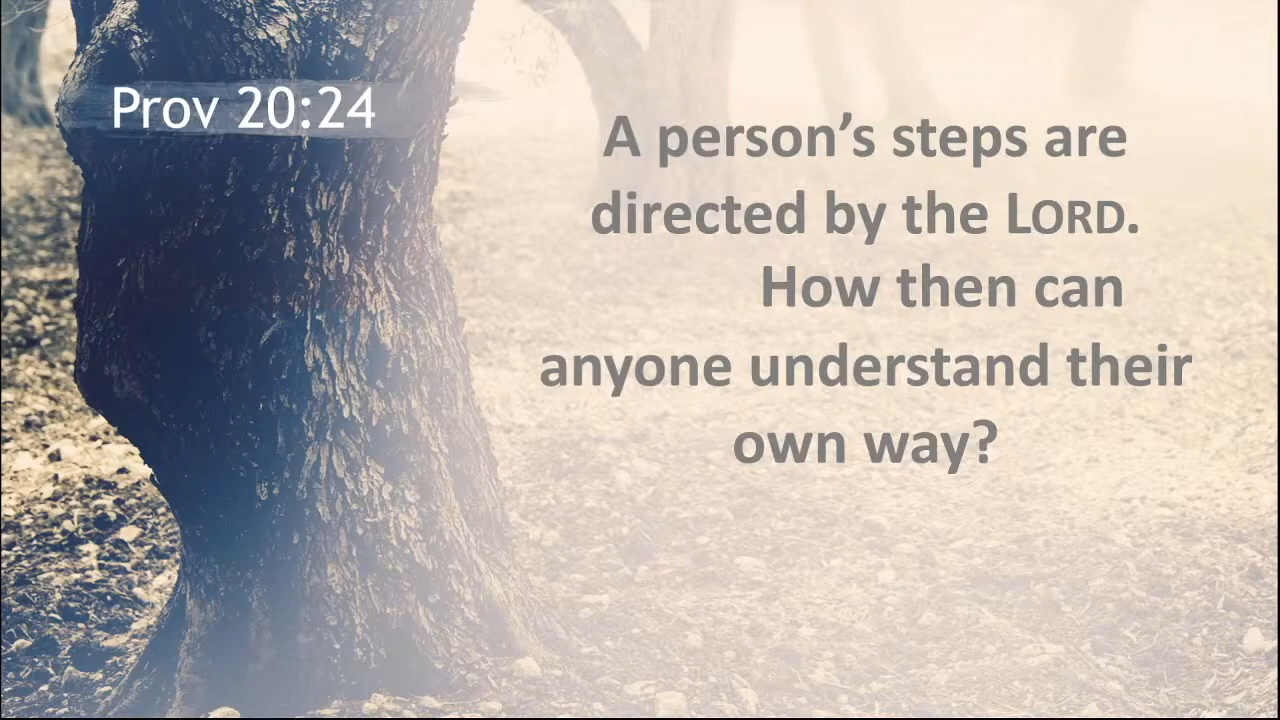 Prov 20:24
A person’s steps are
directed by the LORD.
How then can
anyone understand their
own way?